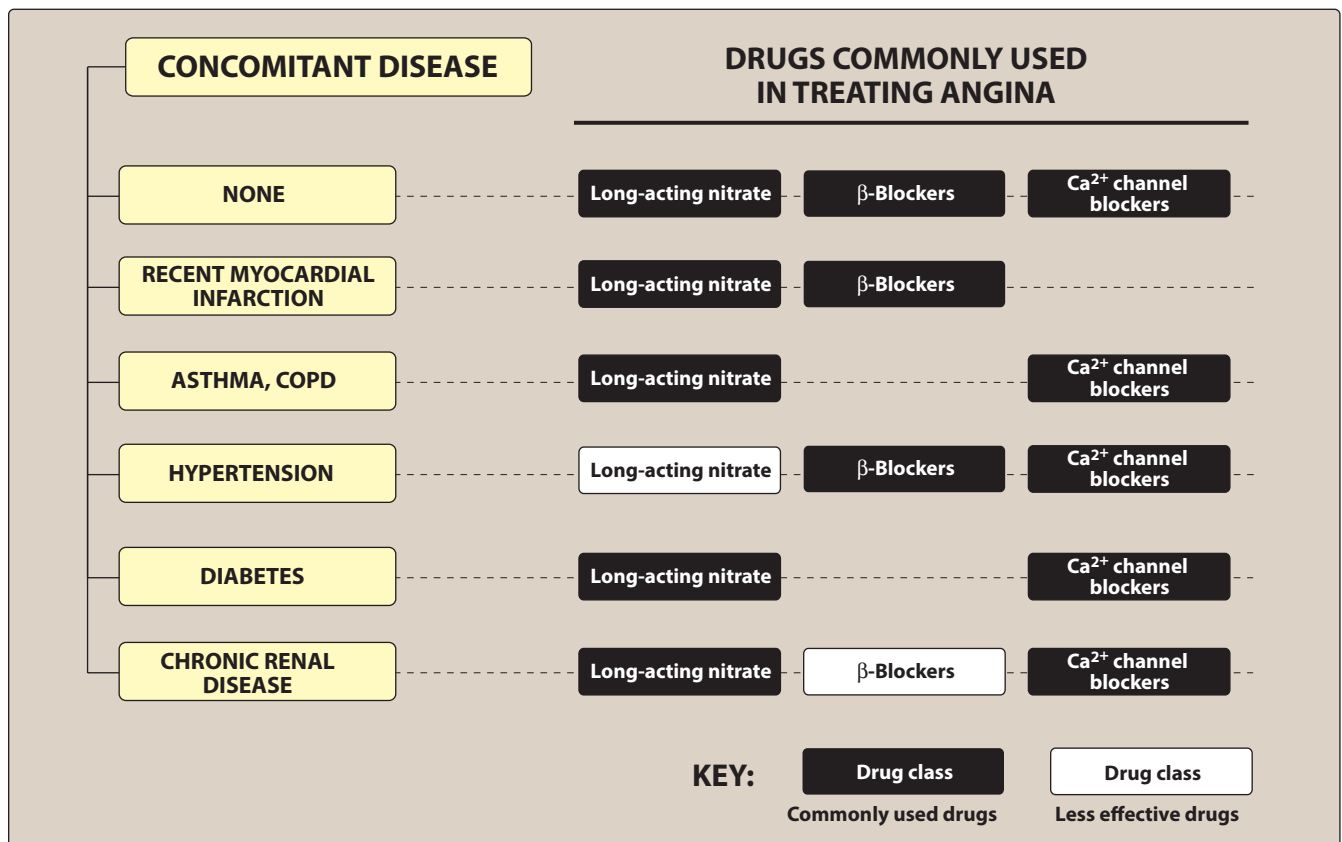 CONCOMITANT DISEASE
DRUGS COMMONLY USED
IN TREATING ANGINA
NONE
Long-acting nitrate
β-Blockers
Ca²⁺ channel
blockers
RECENT MYOCARDIAL
INFARCTION
Long-acting nitrate
β-Blockers
ASTHMA, COPD
Long-acting nitrate
Ca²⁺ channel
blockers
HYPERTENSION
Long-acting nitrate
β-Blockers
Ca²⁺ channel
blockers
DIABETES
Long-acting nitrate
Ca²⁺ channel
blockers
CHRONIC RENAL
DISEASE
Long-acting nitrate
β-Blockers
Ca²⁺ channel
blockers
KEY:
Drug class
Commonly used drugs
Drug class
Less effective drugs